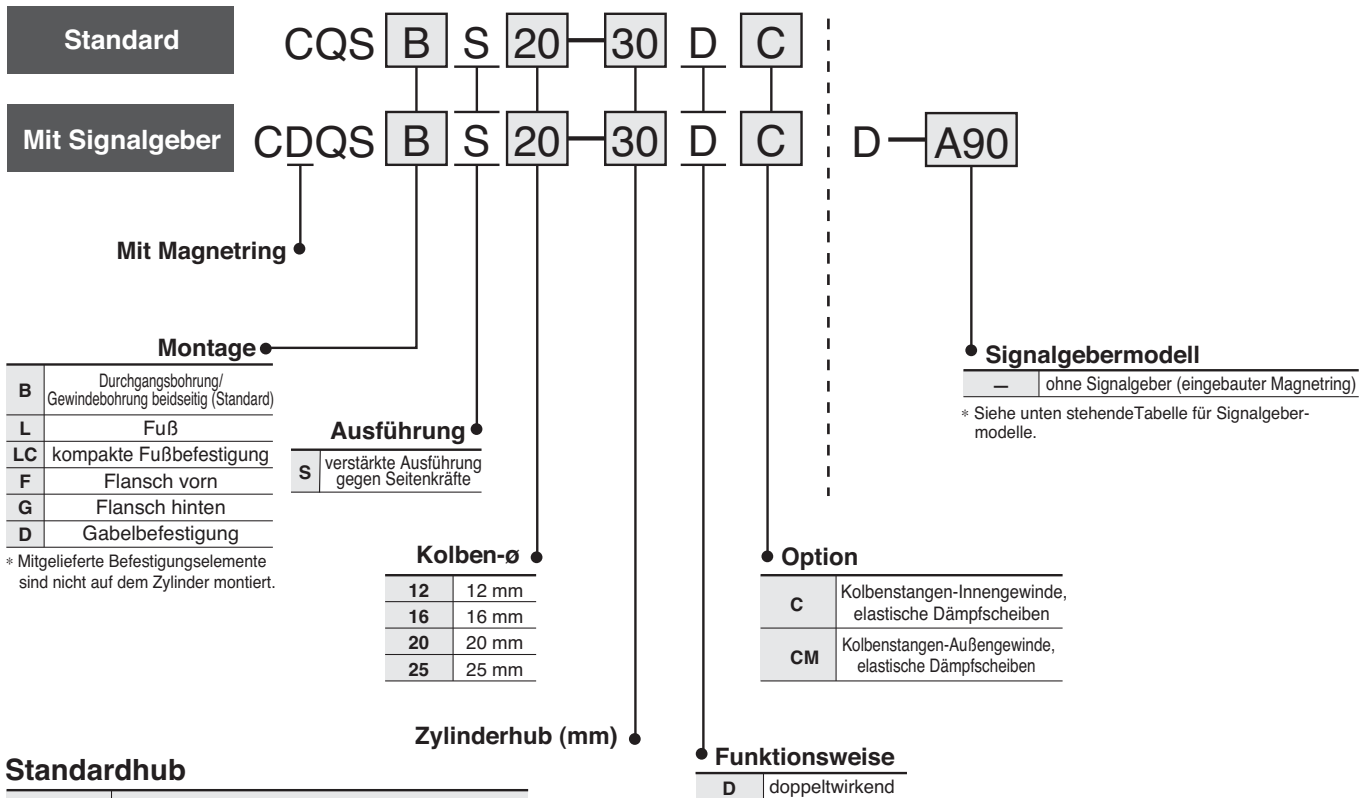 Standard
CQS B S 20-30 D C
Mit Signalgeber
CDQS B S 20-30 D C
D-A90
Mit Magnetring
Montage
B Durchgangsbohrung/
Gewindebohrung beidseitig (Standard)
L Fuß
LC kompakte Fußbefestigung
F Flansch vorn
G Flansch hinten
D Gabelbefestigung
* Mitgelieferte Befestigungselemente
sind nicht auf dem Zylinder montiert.
Ausführung
S verstärkte Ausführung
gegen Seitenkräfte
Signalgebermodell
— ohne Signalgeber (eingebauter Magnetring)
* Siehe unten stehendeTabelle für Signalgeber-
modelle.
Kolben-ø
12 12 mm
16 16 mm
20 20 mm
25 25 mm
Option
C Kolbenstangen-Innengewinde,
elastische Dämpfscheiben
CM Kolbenstangen-Außengewinde,
elastische Dämpfscheiben
Zylinderhub (mm)
Funktionsweise
D doppeltwirkend
Standardhub